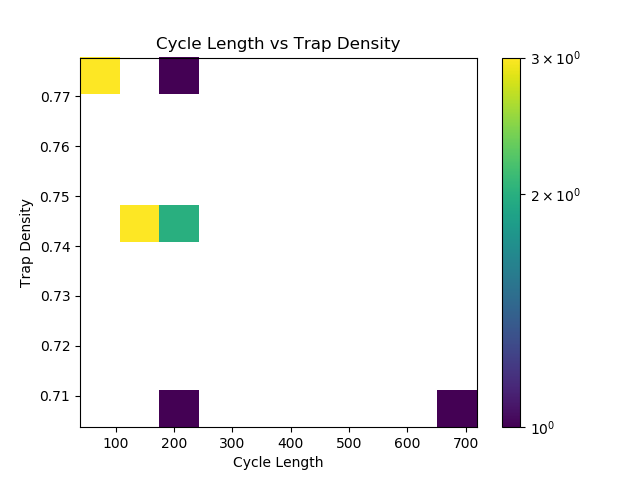 Cycle Length vs Trap Density
Trap Density
0.77
0.76
0.75
0.74
0.73
0.72
0.71
100 200 300 400 500 600 700
Cycle Length
3 × 10⁰
2 × 10⁰
10⁰